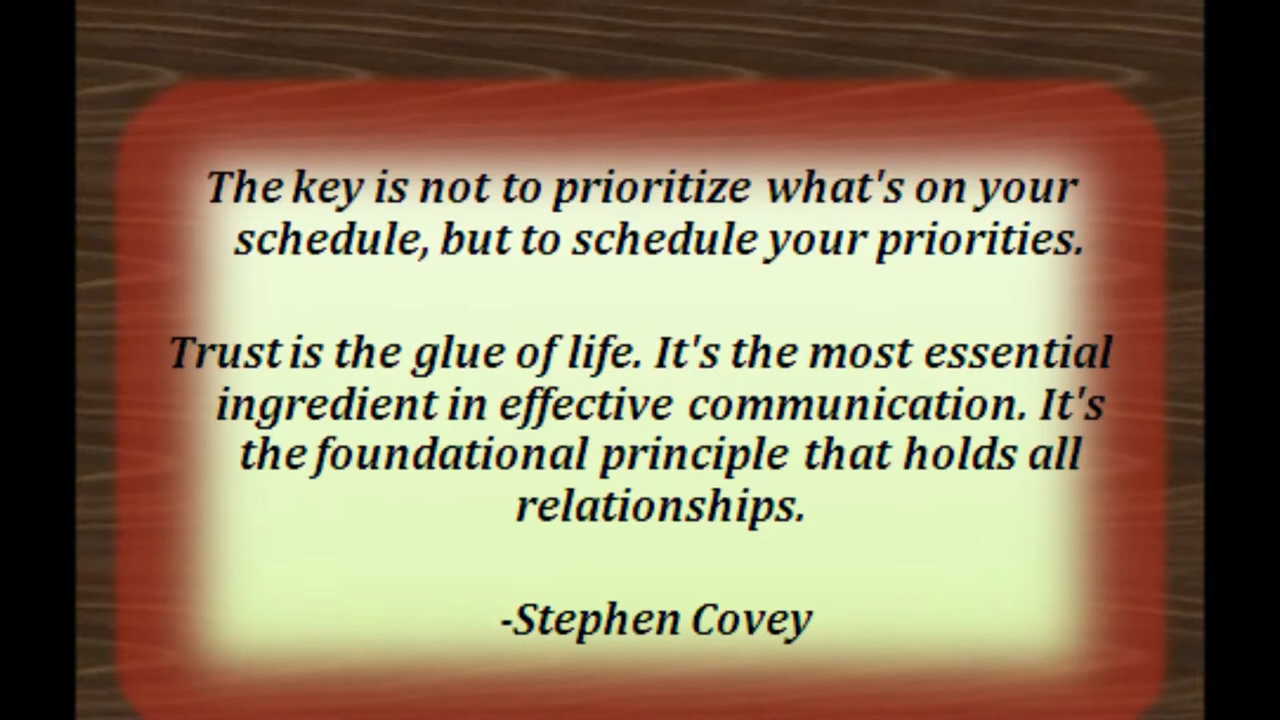 The key is not to prioritize what's on your
schedule, but to schedule your priorities.
Trust is the glue of life. It's the most essential
ingredient in effective communication. It's
the foundational principle that holds all
relationships.
-Stephen Covey